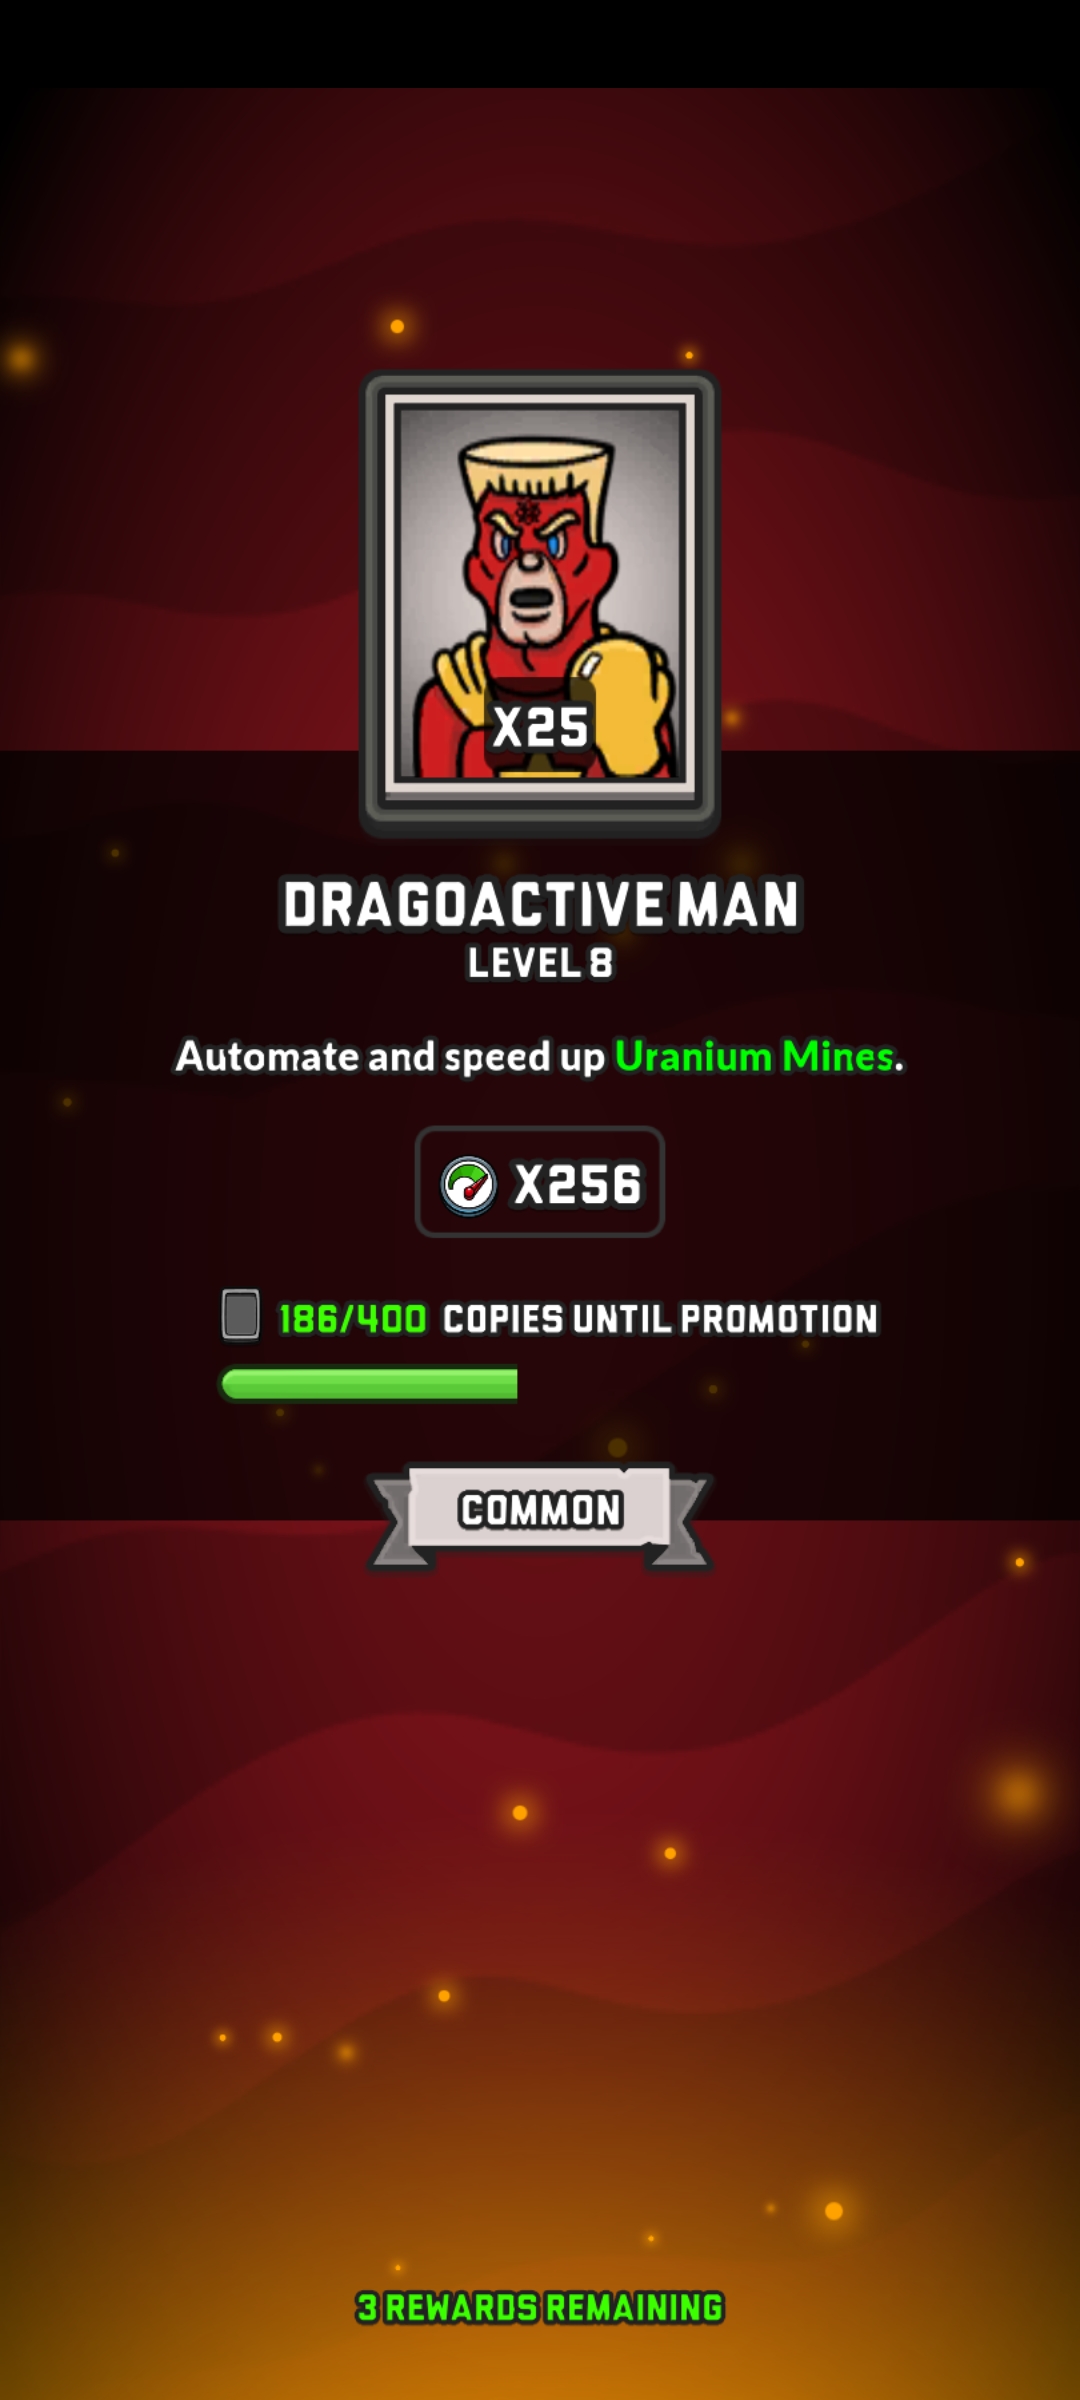 X25
DRAGOACTIVE MAN
LEVEL 8
Automate and speed up Uranium Mines.
X256
186/400 COPIES UNTIL PROMOTION
COMMON
3 REWARDS REMAINING